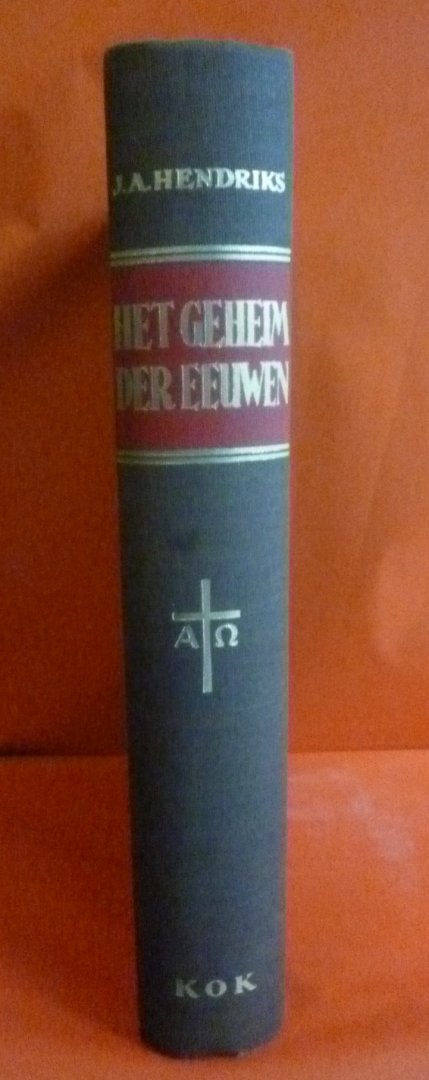 J.A. HENDRIKS
HET GEHEIM
DER EEUWEN
Α Ω
KOK